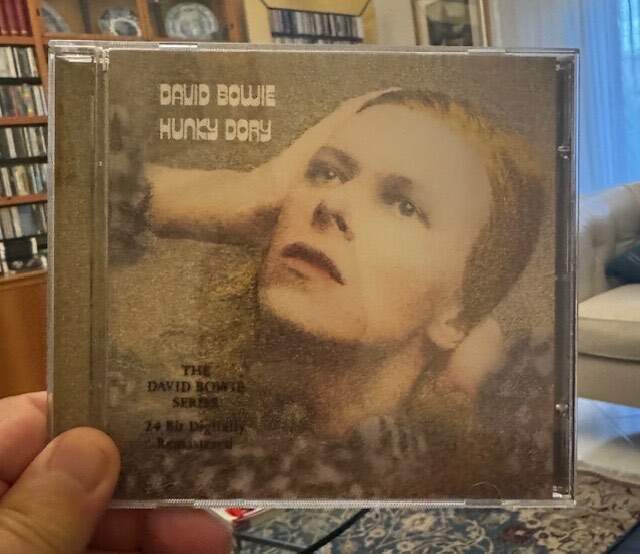 DAVID BOWIE
HUNKY DORY
THE
DAVID BOWIE
SERIES
24 Bit Digitally
Remastered